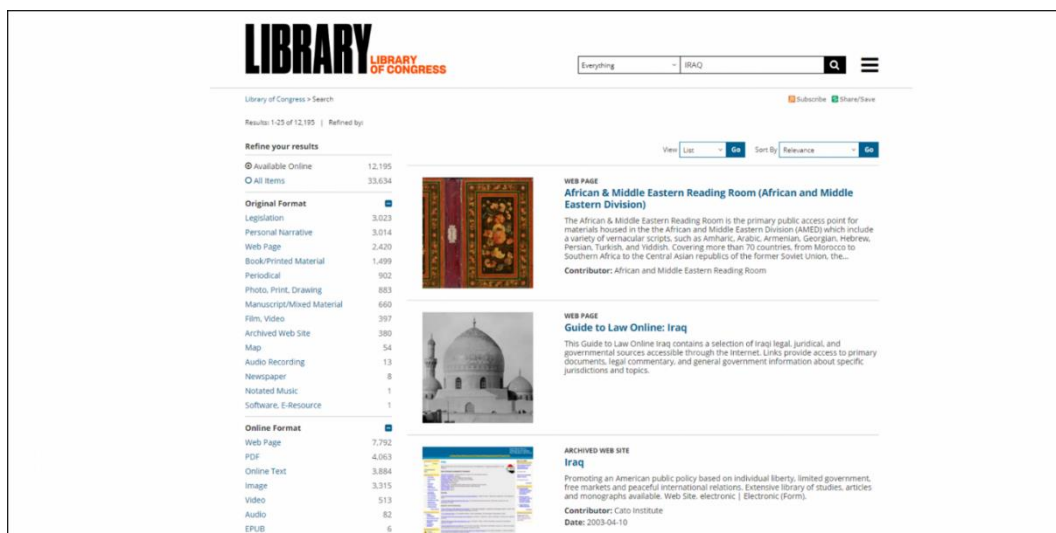 LIBRARY
LIBRARY
OF CONGRESS
Everything IRAQ
Library of Congress > Search
Subscribe Share/Save
Results: 1-25 of 12,195 | Refined by:
Refine your results
View List Go Sort By Relevance Go
Available Online 12,195
All Items 33,634
Original Format
Legislation 3,023
Personal Narrative 3,014
Web Page 2,420
Book/Printed Material 1,499
Periodical 902
Photo, Print, Drawing 883
Manuscript/Mixed Material 660
Film, Video 397
Archived Web Site 380
Map 54
Audio Recording 13
Newspaper 8
Notated Music 1
Software, E-Resource 1
Online Format
Web Page 7,792
PDF 4,063
Online Text 3,884
Image 3,315
Video 513
Audio 82
EPUB 6
WEB PAGE
African & Middle Eastern Reading Room (African and Middle
Eastern Division)
The African & Middle Eastern Reading Room is the primary public access point for
materials housed in the the African and Middle Eastern Division (AMED) which include
a variety of vernacular scripts, such as Amharic, Arabic, Armenian, Georgian, Hebrew,
Persian, Turkish, and Yiddish. Covering more than 70 countries, from Morocco to
Southern Africa to the Central Asian republics of the former Soviet Union, the...
Contributor: African and Middle Eastern Reading Room
WEB PAGE
Guide to Law Online: Iraq
This Guide to Law Online Iraq contains a selection of Iraqi legal, juridical, and
governmental sources accessible through the Internet. Links provide access to primary
documents, legal commentary, and general government information about specific
jurisdictions and topics.
ARCHIVED WEB SITE
Iraq
Promoting an American public policy based on individual liberty, limited government,
free markets and peaceful international relations. Extensive library of studies, articles
and monographs available. Web Site. electronic | Electronic (Form).
Contributor: Cato Institute
Date: 2003-04-10